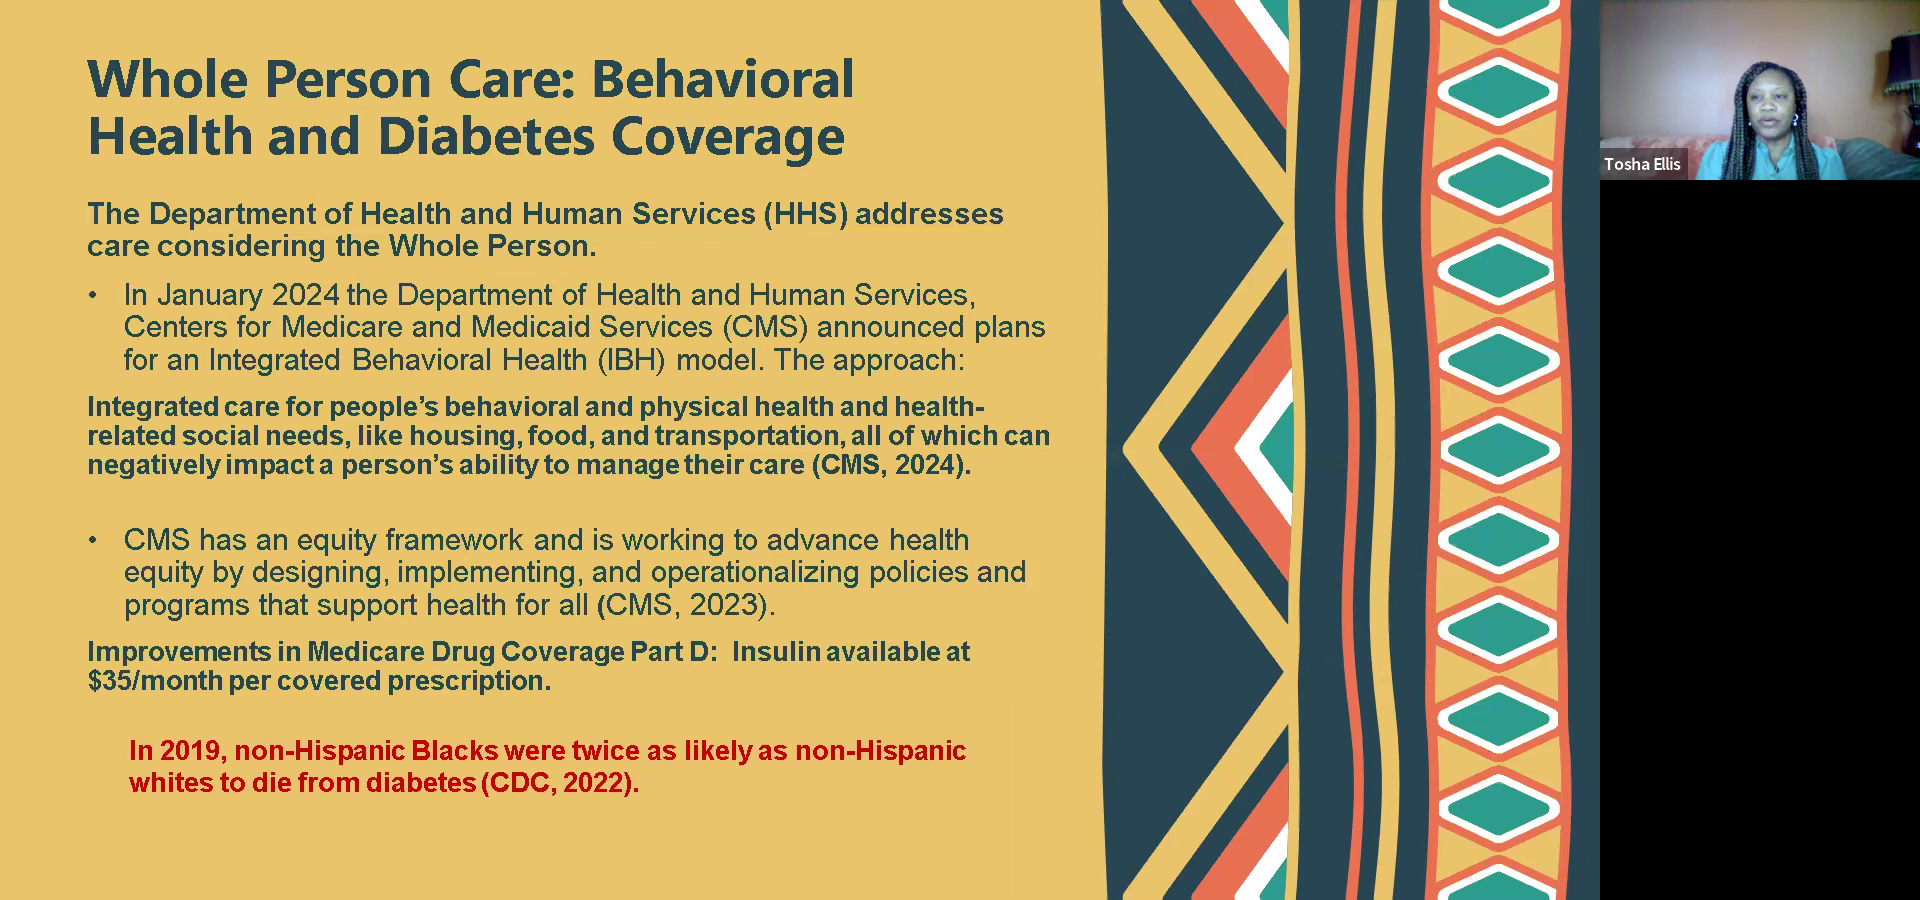 Whole Person Care: Behavioral
Health and Diabetes Coverage
The Department of Health and Human Services (HHS) addresses
care considering the Whole Person.
• In January 2024 the Department of Health and Human Services,
Centers for Medicare and Medicaid Services (CMS) announced plans
for an Integrated Behavioral Health (IBH) model. The approach:
Integrated care for people’s behavioral and physical health and health-
related social needs, like housing, food, and transportation, all of which can
negatively impact a person’s ability to manage their care (CMS, 2024).
• CMS has an equity framework and is working to advance health
equity by designing, implementing, and operationalizing policies and
programs that support health for all (CMS, 2023).
Improvements in Medicare Drug Coverage Part D: Insulin available at
$35/month per covered prescription.
In 2019, non-Hispanic Blacks were twice as likely as non-Hispanic
whites to die from diabetes (CDC, 2022).
Tosha Ellis